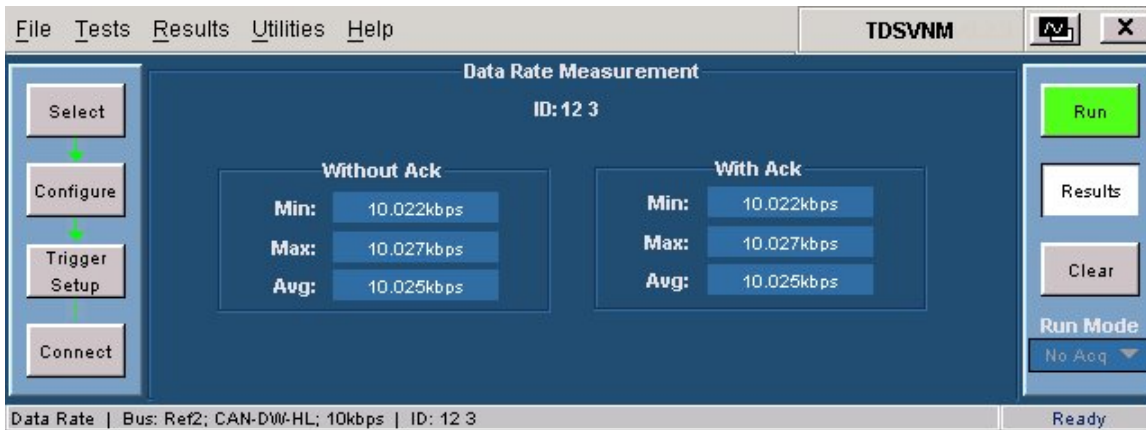 File Tests Results Utilities Help TDSVNM X
Data Rate Measurement
ID: 12 3
Select
Configure
Trigger
Setup
Connect
Without Ack
Min: 10.022kbps
Max: 10.027kbps
Avg: 10.025kbps
With Ack
Min: 10.022kbps
Max: 10.027kbps
Avg: 10.025kbps
Run
Results
Clear
Run Mode
No Acq
Data Rate | Bus: Ref2; CAN-DW-HL; 10kbps | ID: 12 3
Ready